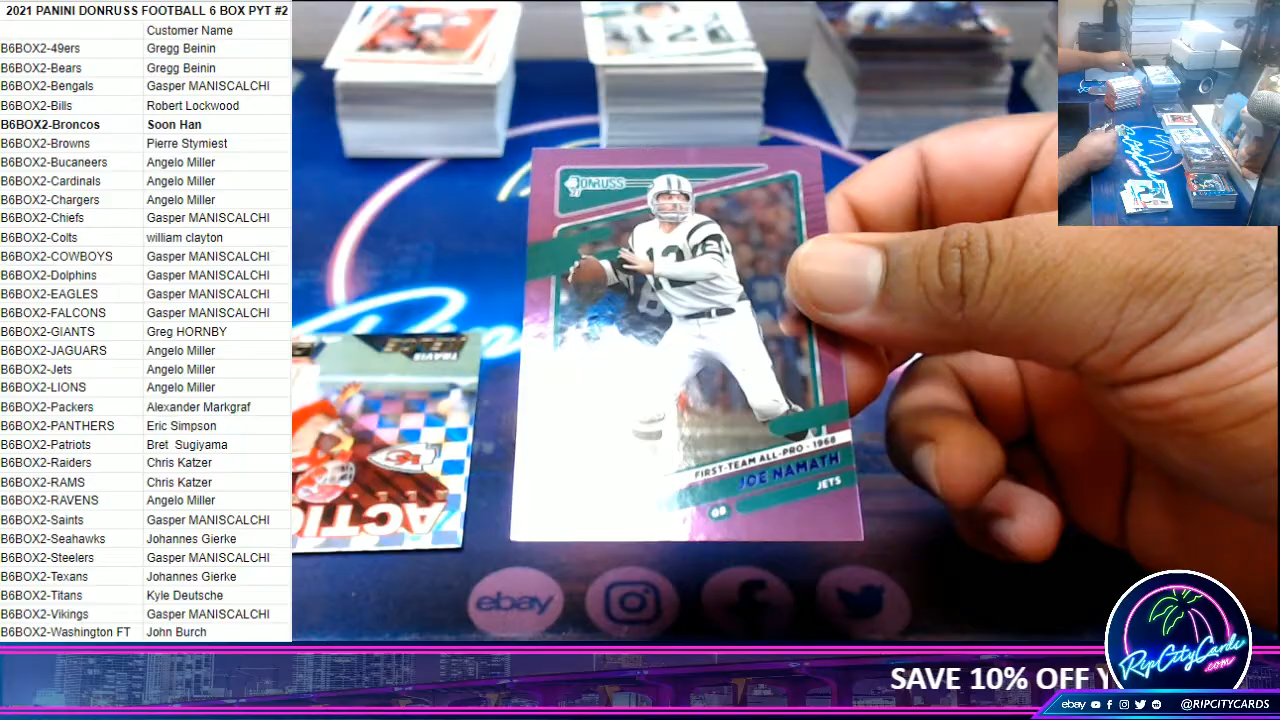 2021 PANINI DONRUSS FOOTBALL 6 BOX PYT #2
Customer Name
B6BOX2-49ers Gregg Beinin
B6BOX2-Bears Gregg Beinin
B6BOX2-Bengals Gasper MANISCALCHI
B6BOX2-Bills Robert Lockwood
B6BOX2-Broncos Soon Han
B6BOX2-Browns Pierre Stymiest
B6BOX2-Bucaneers Angelo Miller
B6BOX2-Cardinals Angelo Miller
B6BOX2-Chargers Angelo Miller
B6BOX2-Chiefs Gasper MANISCALCHI
B6BOX2-Colts william clayton
B6BOX2-COWBOYS Gasper MANISCALCHI
B6BOX2-Dolphins Gasper MANISCALCHI
B6BOX2-EAGLES Gasper MANISCALCHI
B6BOX2-FALCONS Gasper MANISCALCHI
B6BOX2-GIANTS Greg HORNBY
B6BOX2-JAGUARS Angelo Miller
B6BOX2-Jets Angelo Miller
B6BOX2-LIONS Angelo Miller
B6BOX2-Packers Alexander Markgraf
B6BOX2-PANTHERS Eric Simpson
B6BOX2-Patriots Bret Sugiyama
B6BOX2-Raiders Chris Katzer
B6BOX2-RAMS Chris Katzer
B6BOX2-RAVENS Angelo Miller
B6BOX2-Saints Gasper MANISCALCHI
B6BOX2-Seahawks Johannes Gierke
B6BOX2-Steelers Gasper MANISCALCHI
B6BOX2-Texans Johannes Gierke
B6BOX2-Titans Kyle Deutsche
B6BOX2-Vikings Gasper MANISCALCHI
B6BOX2-Washington FT John Burch
DONRUSS
12
FIRST-TEAM ALL-PRO - 1968
JOE NAMATH
JETS
QB
TRAVIS
KELCE
KC
ebay
SAVE 10% OFF Y
RipCityCards
.com
ebay @RIPCITYCARDS